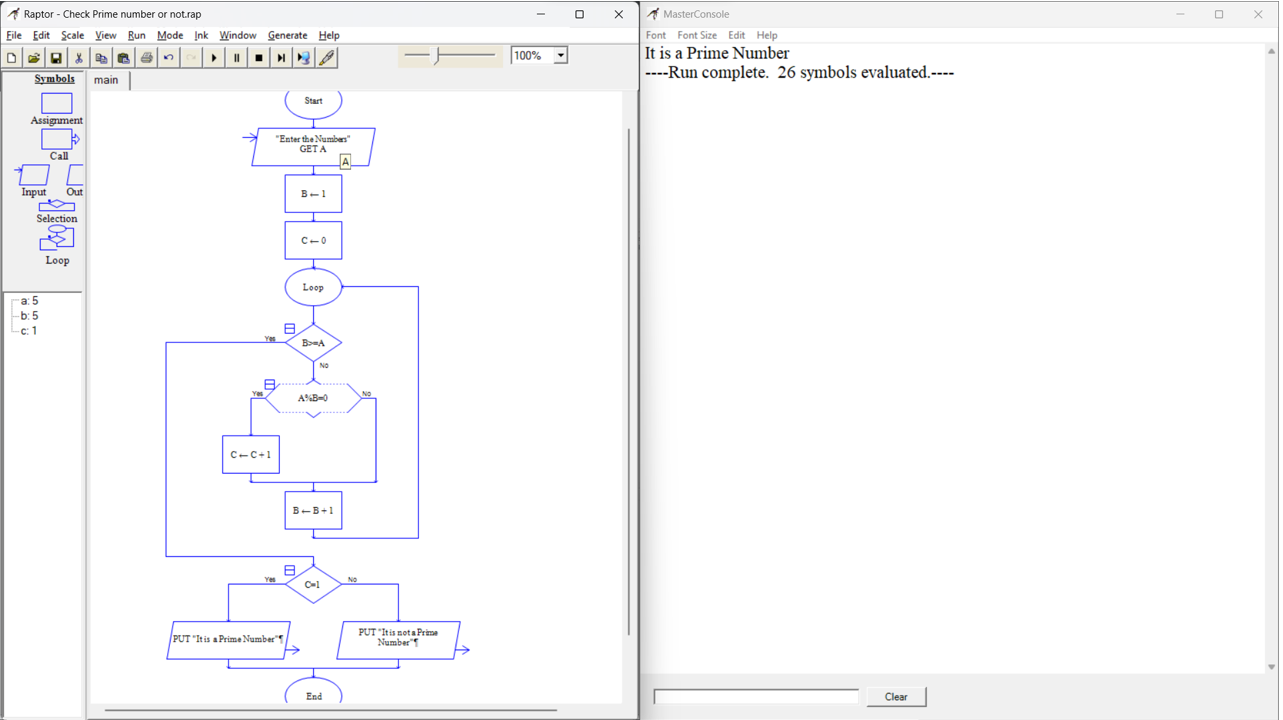 Raptor - Check Prime number or not.rap
File Edit Scale View Run Mode Ink Window Generate Help
100%
Symbols
Assignment
Call
Input Out
Selection
Loop
a: 5
b: 5
c: 1
main
Start
"Enter the Numbers"
GET A
A
B ← 1
C ← 0
Loop
Yes
B>=A
No
Yes
A%B=0
No
C ← C + 1
B ← B + 1
Yes
C=1
No
PUT "It is a Prime Number"¶
PUT "It is not a Prime
Number"¶
End
MasterConsole
Font Font Size Edit Help
It is a Prime Number
----Run complete.  26 symbols evaluated.----
Clear